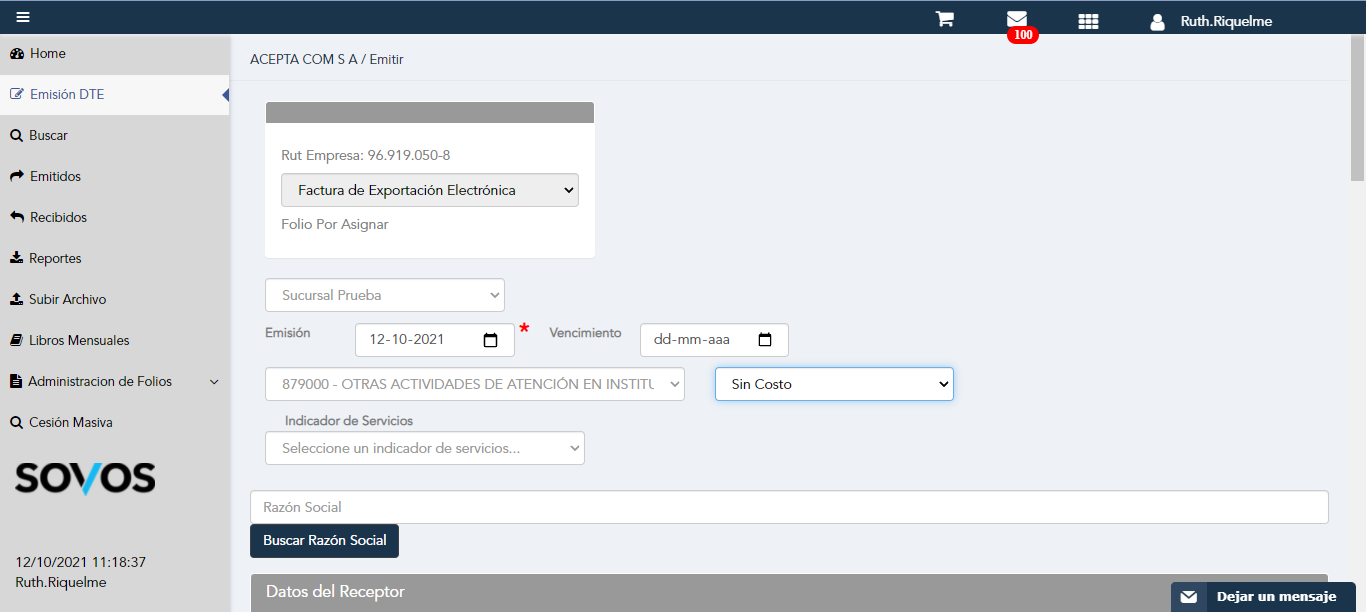 100
Ruth.Riquelme
Home
Emisión DTE
Buscar
Emitidos
Recibidos
Reportes
Subir Archivo
Libros Mensuales
Administracion de Folios
Cesión Masiva
SOVOS
12/10/2021 11:18:37
Ruth.Riquelme
ACEPTA COM S A / Emitir
Rut Empresa: 96.919.050-8
Factura de Exportación Electrónica
Folio Por Asignar
Sucursal Prueba
Emisión 12-10-2021 * Vencimiento dd-mm-aaa
879000 - OTRAS ACTIVIDADES DE ATENCIÓN EN INSTITU Sin Costo
Indicador de Servicios
Seleccione un indicador de servicios...
Razón Social
Buscar Razón Social
Datos del Receptor
Dejar un mensaje